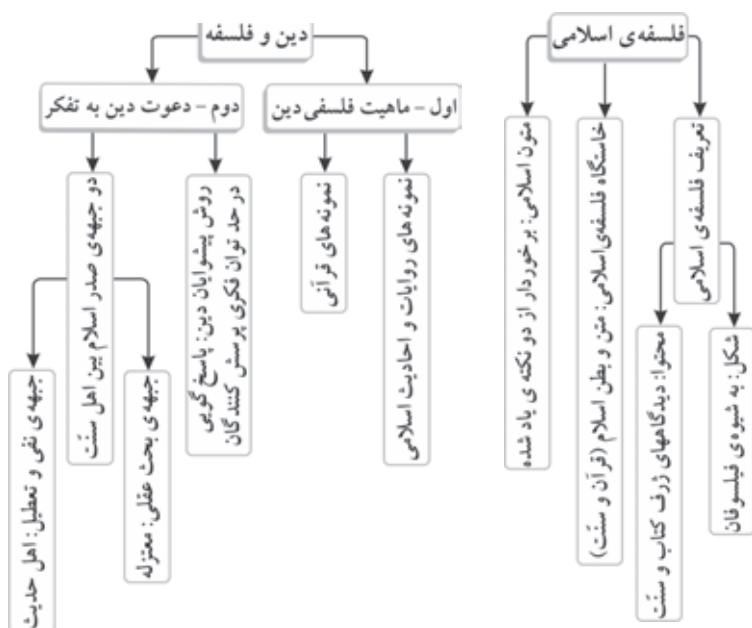 فلسفه‌ی اسلامی
تعریف فلسفه‌ی اسلامی
شکل: به شیوه‌ی فیلسوفان
محتوا: دیدگاههای ژرف کتاب و سنّت
خاستگاه فلسفه‌ی اسلامی: متن و بطن اسلام (قرآن و سنّت)
متون اسلامی: برخوردار از دو نکته ی یاد شده
دین و فلسفه
اول - ماهیت فلسفی دین
نمونه‌های روایات و احادیث اسلامی
نمونه‌های قرآنی
دوم - دعوت دین به تفکر
روش پیشوایان دین: پاسخ گویی
در حد توان فکری پرسش کنندگان
دو جبهه‌ی صدر اسلام بین اهل سنّت
جبهه‌ی بحث عقلی: معتزله
جبهه‌ی نفی و تعطیل: اهل حدیث